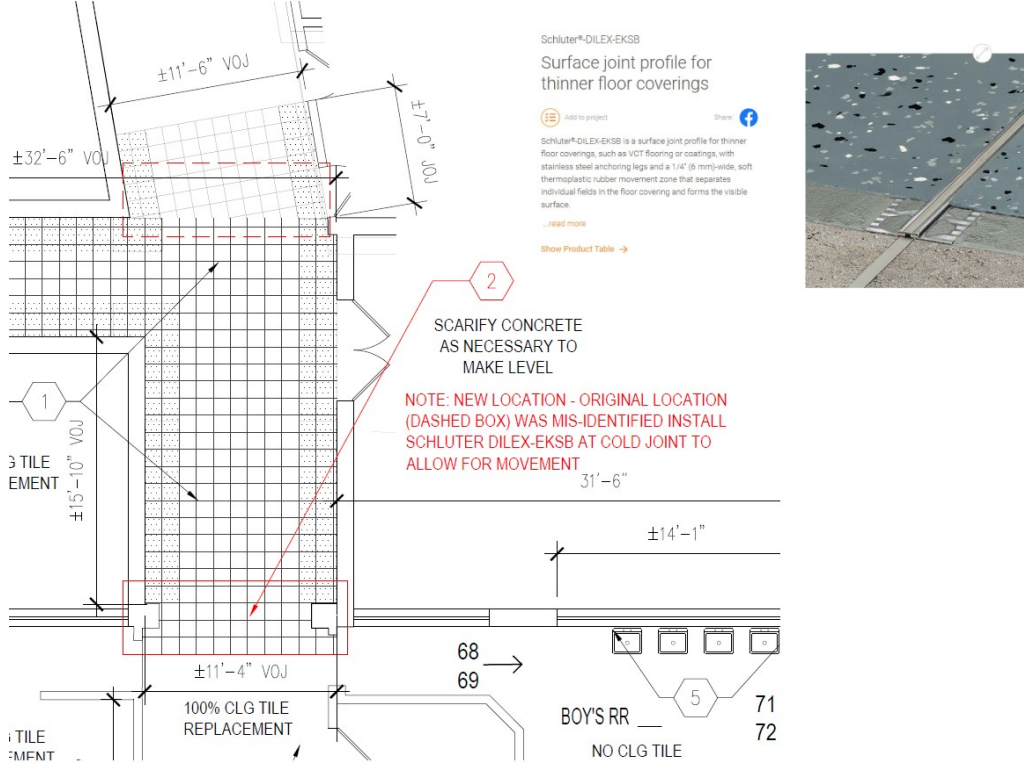 ±11'-6" VOJ
±7'-0" JOJ
±32'-6" VOJ
Schluter®-DILEX-EKSB
Surface joint profile for
thinner floor coverings
Add to project
Share:
Schluter®-DILEX-EKSB is a surface joint profile for thinner
floor coverings, such as VCT flooring or coatings, with
stainless steel anchoring legs and a 1/4" (6 mm)-wide, soft
thermoplastic rubber movement zone that separates
individual fields in the floor covering and forms the visible
surface.
...read more
Show Product Table →
2
SCARIFY CONCRETE
AS NECESSARY TO
MAKE LEVEL
NOTE: NEW LOCATION - ORIGINAL LOCATION
(DASHED BOX) WAS MIS-IDENTIFIED INSTALL
SCHLUTER DILEX-EKSB AT COLD JOINT TO
ALLOW FOR MOVEMENT
1
G TILE
EMENT
±15'-10" VOJ
31'-6"
±14'-1"
±11'-4" VOJ
100% CLG TILE
REPLACEMENT
TILE
EMENT
68
69
5
BOY'S RR
NO CLG TILE
71
72